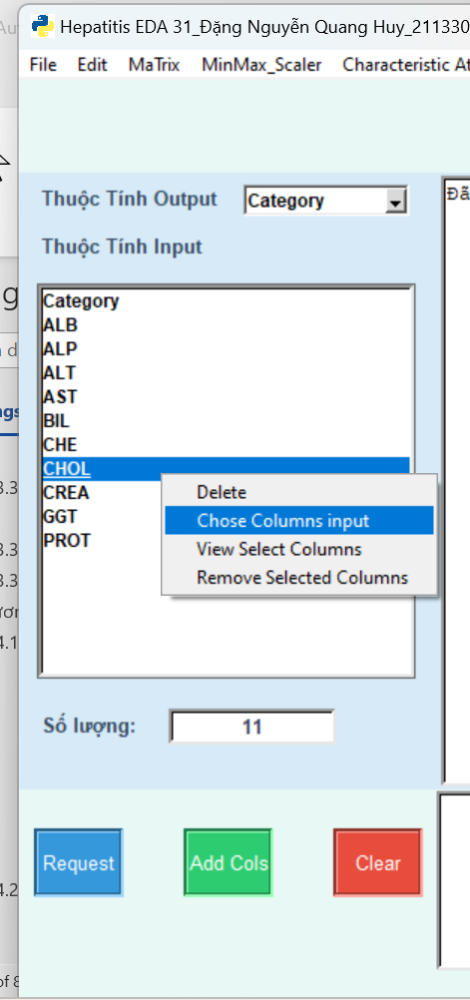 Hepatitis EDA 31_Đặng Nguyễn Quang Huy_211330
File Edit MaTrix MinMax_Scaler Characteristic At
Thuộc Tính Output Category
Thuộc Tính Input
Category
ALB
ALP
ALT
AST
BIL
CHE
CHOL
CREA
GGT
PROT
Delete
Chose Columns input
View Select Columns
Remove Selected Columns
Số lượng: 11
Request Add Cols Clear
Đã